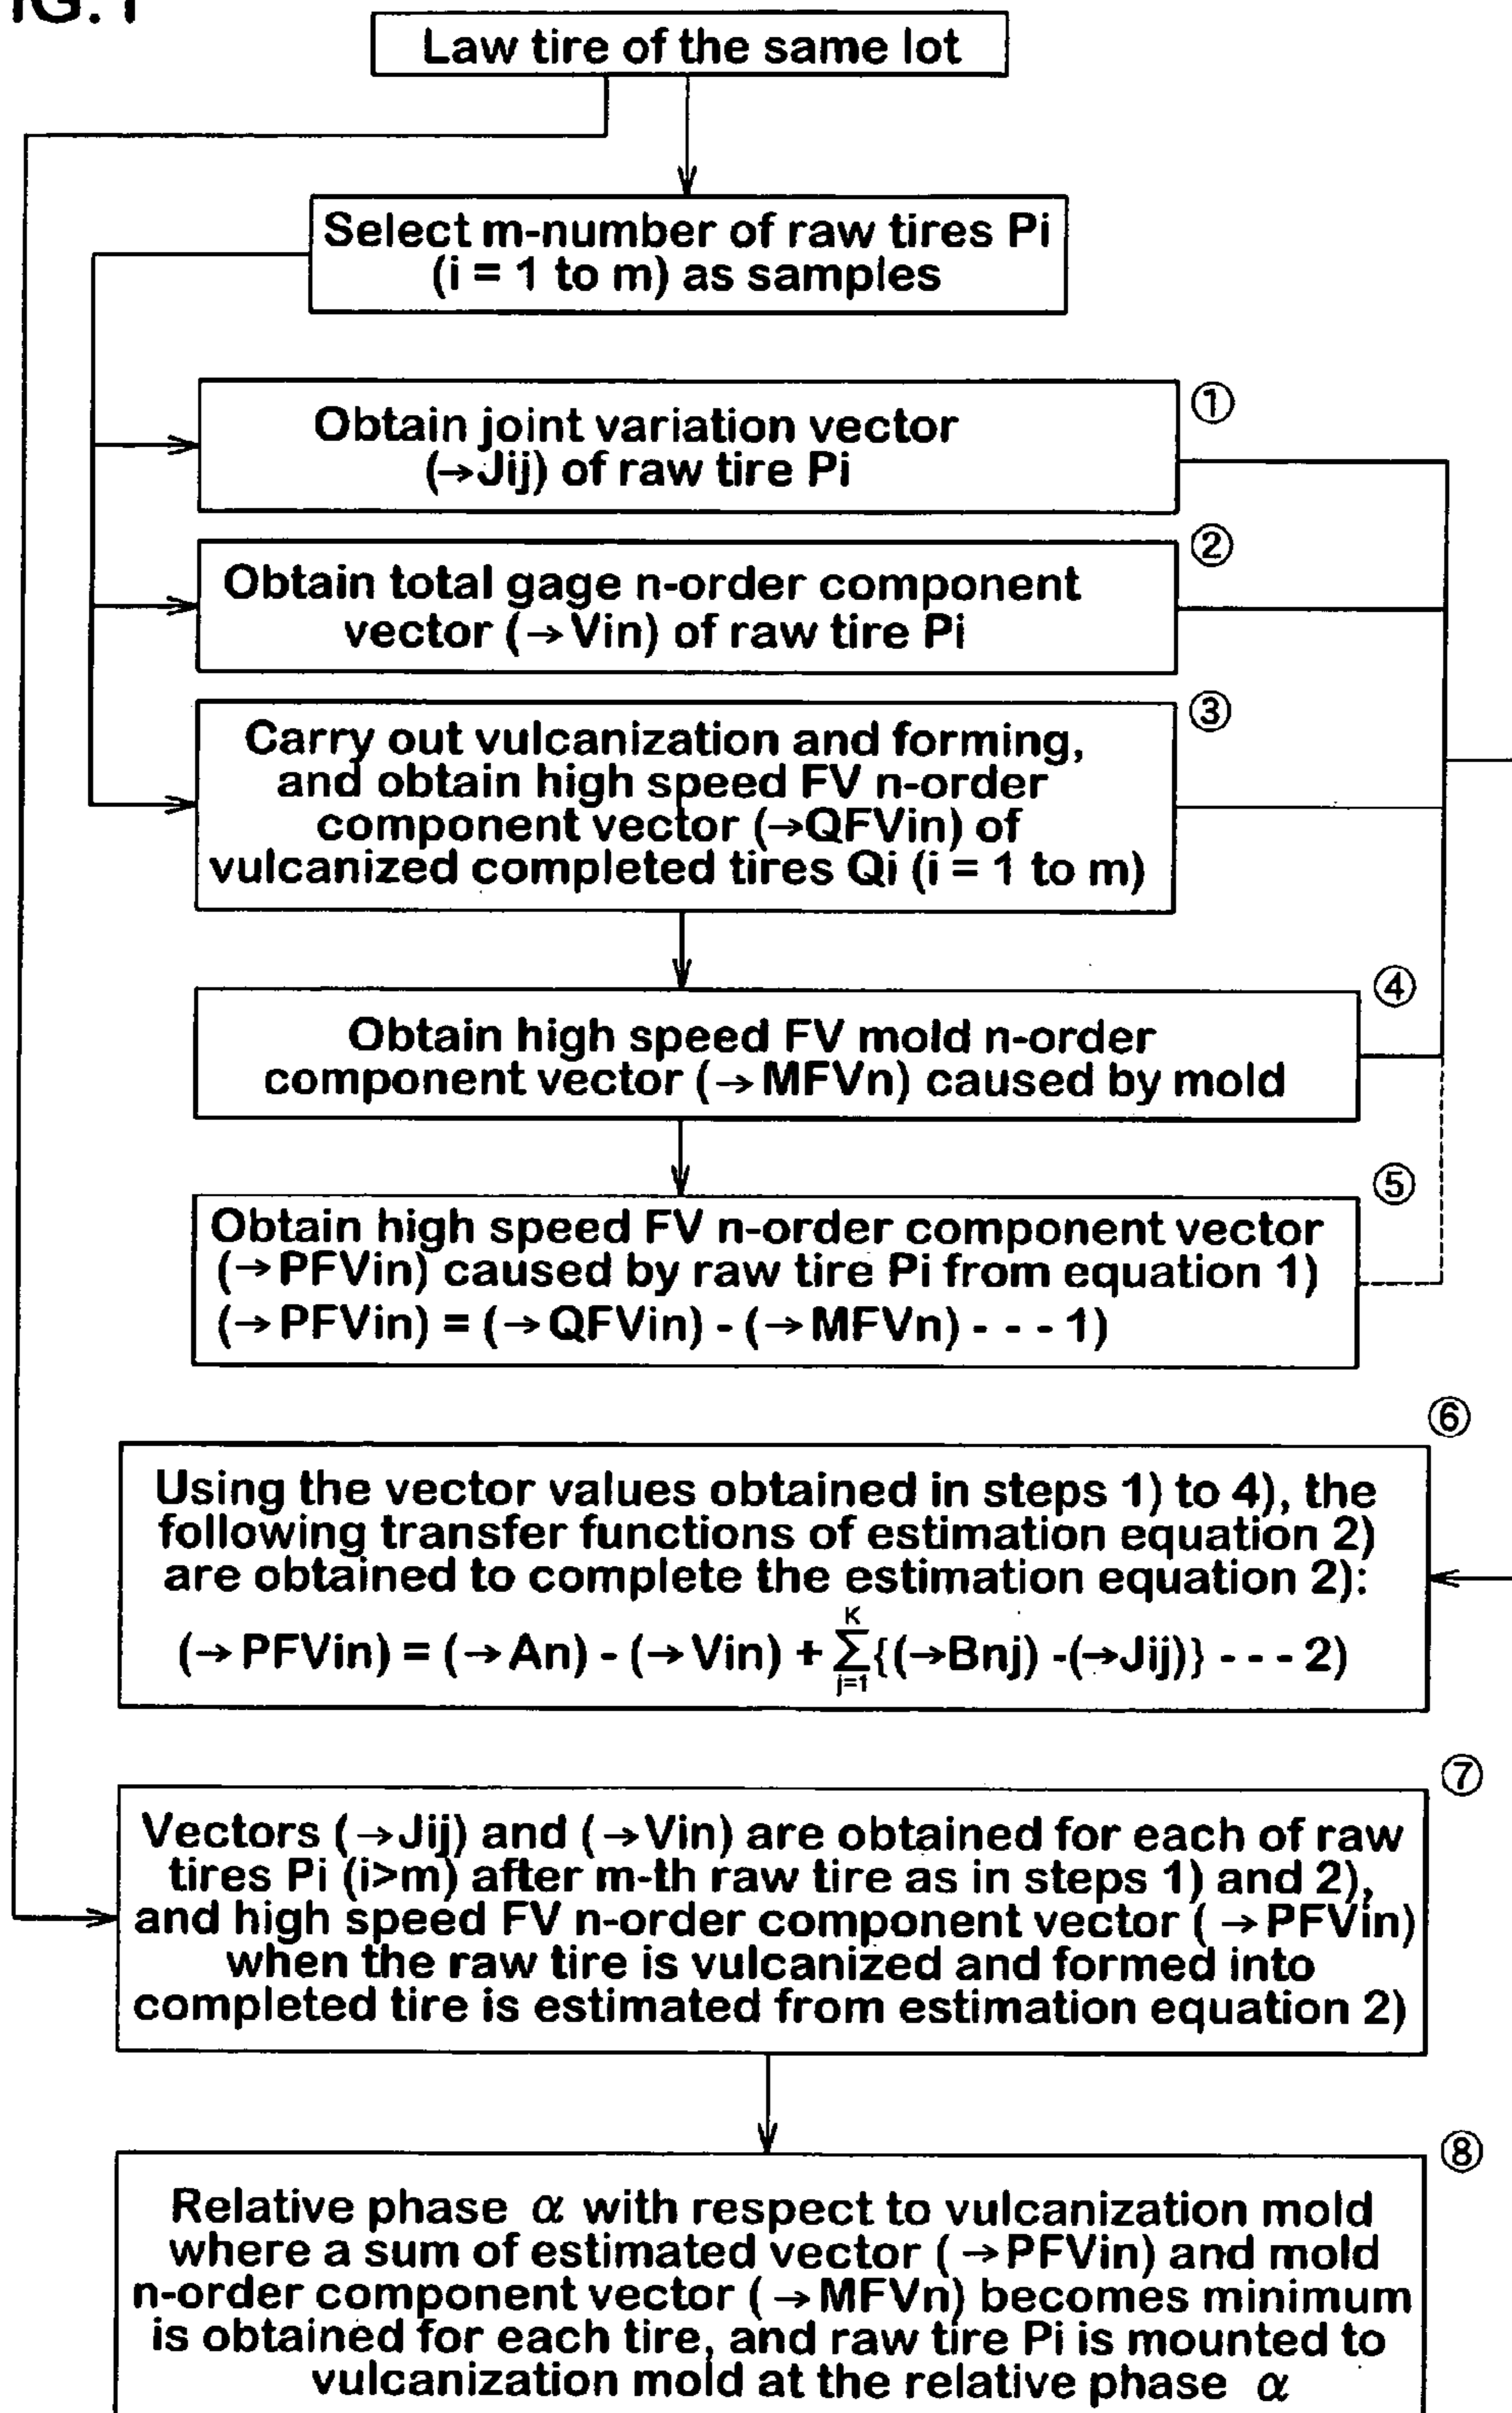 FIG. 1
Law tire of the same lot
Select m-number of raw tires Pi
(i = 1 to m) as samples
①
Obtain joint variation vector
(→Jij) of raw tire Pi
②
Obtain total gage n-order component
vector (→Vin) of raw tire Pi
③
Carry out vulcanization and forming,
and obtain high speed FV n-order
component vector (→QFVin) of
vulcanized completed tires Qi (i = 1 to m)
④
Obtain high speed FV mold n-order
component vector (→MFVn) caused by mold
⑤
Obtain high speed FV n-order component vector
(→PFVin) caused by raw tire Pi from equation 1)
(→PFVin) = (→QFVin) - (→MFVn) - - - 1)
⑥
Using the vector values obtained in steps 1) to 4), the
following transfer functions of estimation equation 2)
are obtained to complete the estimation equation 2):
(→PFVin) = (→An) - (→Vin) + K Σ j=1 {(→Bnj) -(→Jij)} - - - 2)
⑦
Vectors (→Jij) and (→Vin) are obtained for each of raw
tires Pi (i>m) after m-th raw tire as in steps 1) and 2),
and high speed FV n-order component vector (→PFVin)
when the raw tire is vulcanized and formed into
completed tire is estimated from estimation equation 2)
⑧
Relative phase α with respect to vulcanization mold
where a sum of estimated vector (→PFVin) and mold
n-order component vector (→MFVn) becomes minimum
is obtained for each tire, and raw tire Pi is mounted to
vulcanization mold at the relative phase α